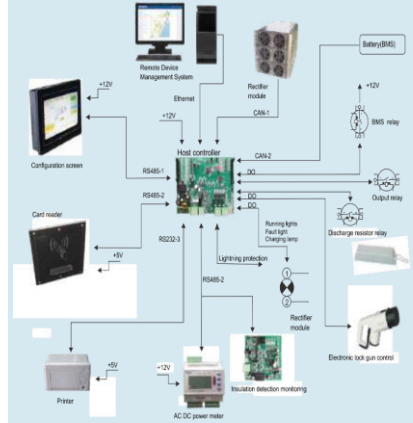 Remote Device
Management System
Rectifier
module
Battery(BMS)
+12V
Ethernet
+12V
CAN-1
+12V
BMS relay
Configuration screen
Host controller
CAN-2
RS485-1
DO
DO
Output relay
RS485-2
DO
DO
Card reader
Running lights
Fault light
Charging lamp
Discharge resistor relay
RS232-3
+5V
Lightning protection
RS485-2
1
2
Rectifier
module
Electronic lock gun control
+5V
+12V
Printer
Insulation detection monitoring
AC DC power meter